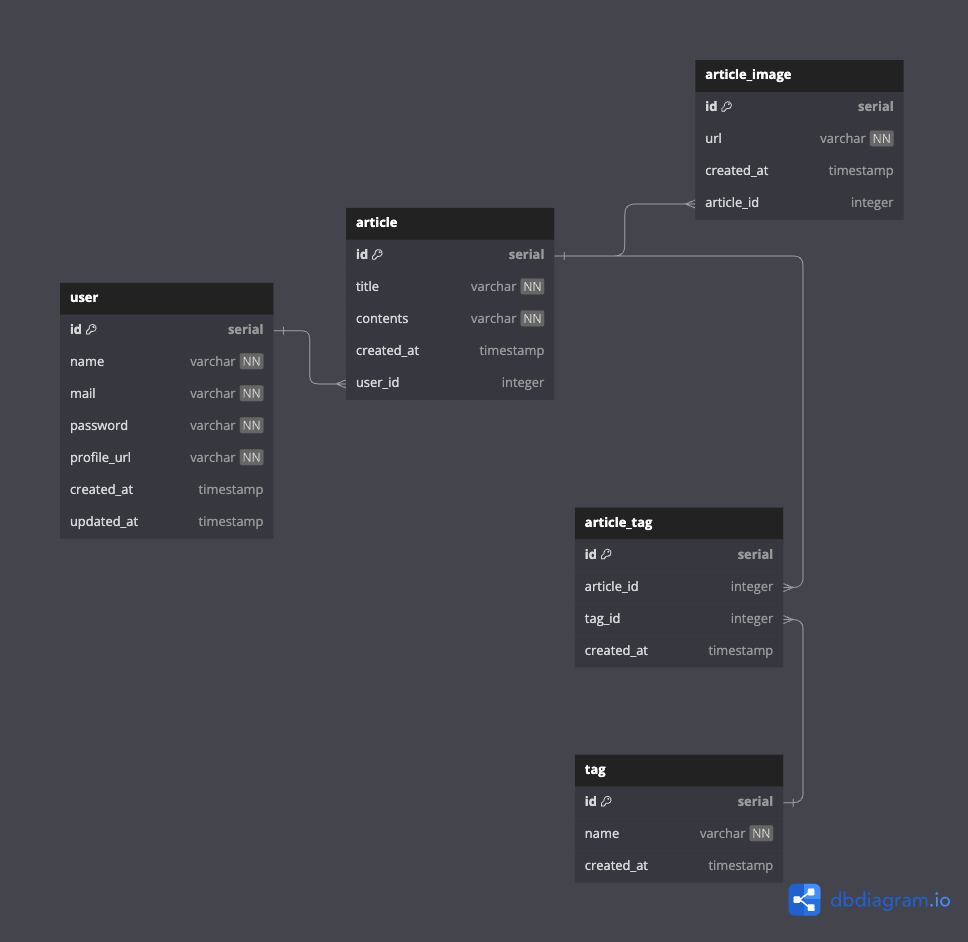 article_image
id serial
url varchar NN
created_at timestamp
article_id integer
article
id serial
title varchar NN
contents varchar NN
created_at timestamp
user_id integer
user
id serial
name varchar NN
mail varchar NN
password varchar NN
profile_url varchar NN
created_at timestamp
updated_at timestamp
article_tag
id serial
article_id integer
tag_id integer
created_at timestamp
tag
id serial
name varchar NN
created_at timestamp
dbdiagram.io